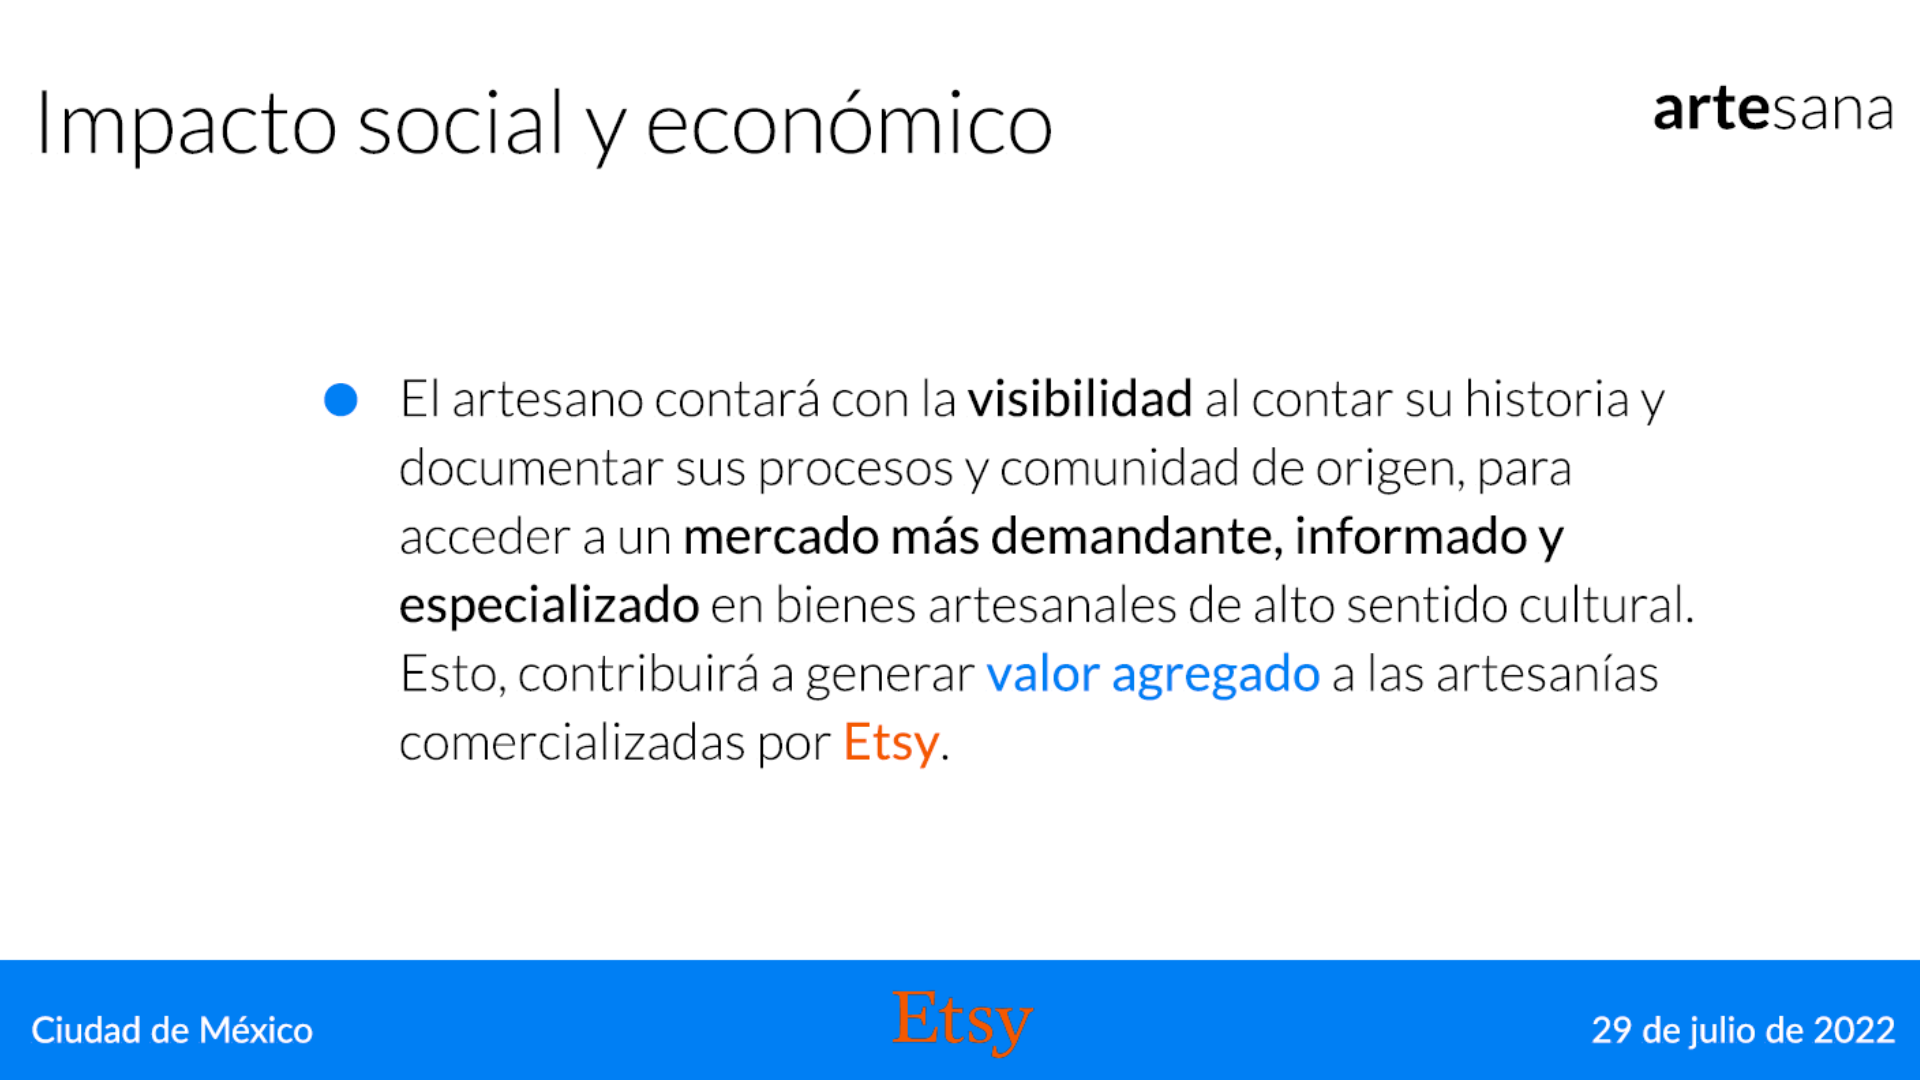 Impacto social y económico
artesana
El artesano contará con la visibilidad al contar su historia y
documentar sus procesos y comunidad de origen, para
acceder a un mercado más demandante, informado y
especializado en bienes artesanales de alto sentido cultural.
Esto, contribuirá a generar valor agregado a las artesanías
comercializadas por Etsy.
Ciudad de México
Etsy
29 de julio de 2022